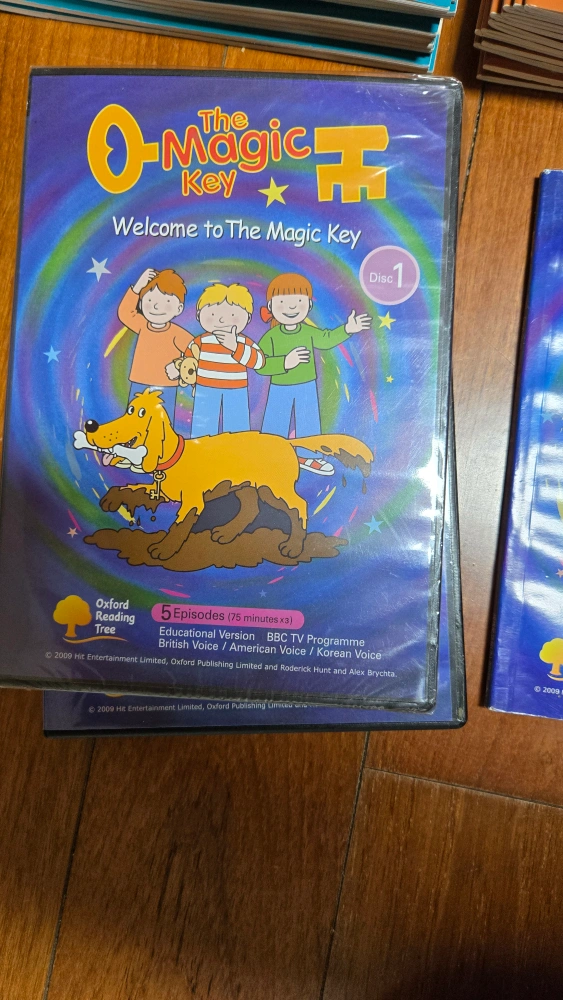 The
Magic
Key
Welcome to The Magic Key
Disc 1
Oxford
Reading
Tree
5 Episodes (75 minutes x3)
Educational Version BBC TV Programme
British Voice / American Voice / Korean Voice
© 2009 Hit Entertainment Limited, Oxford Publishing Limited and Roderick Hunt and Alex Brychta.
© 2009 Hit Entertainment Limited, Oxford Publishing Limited
© 2009